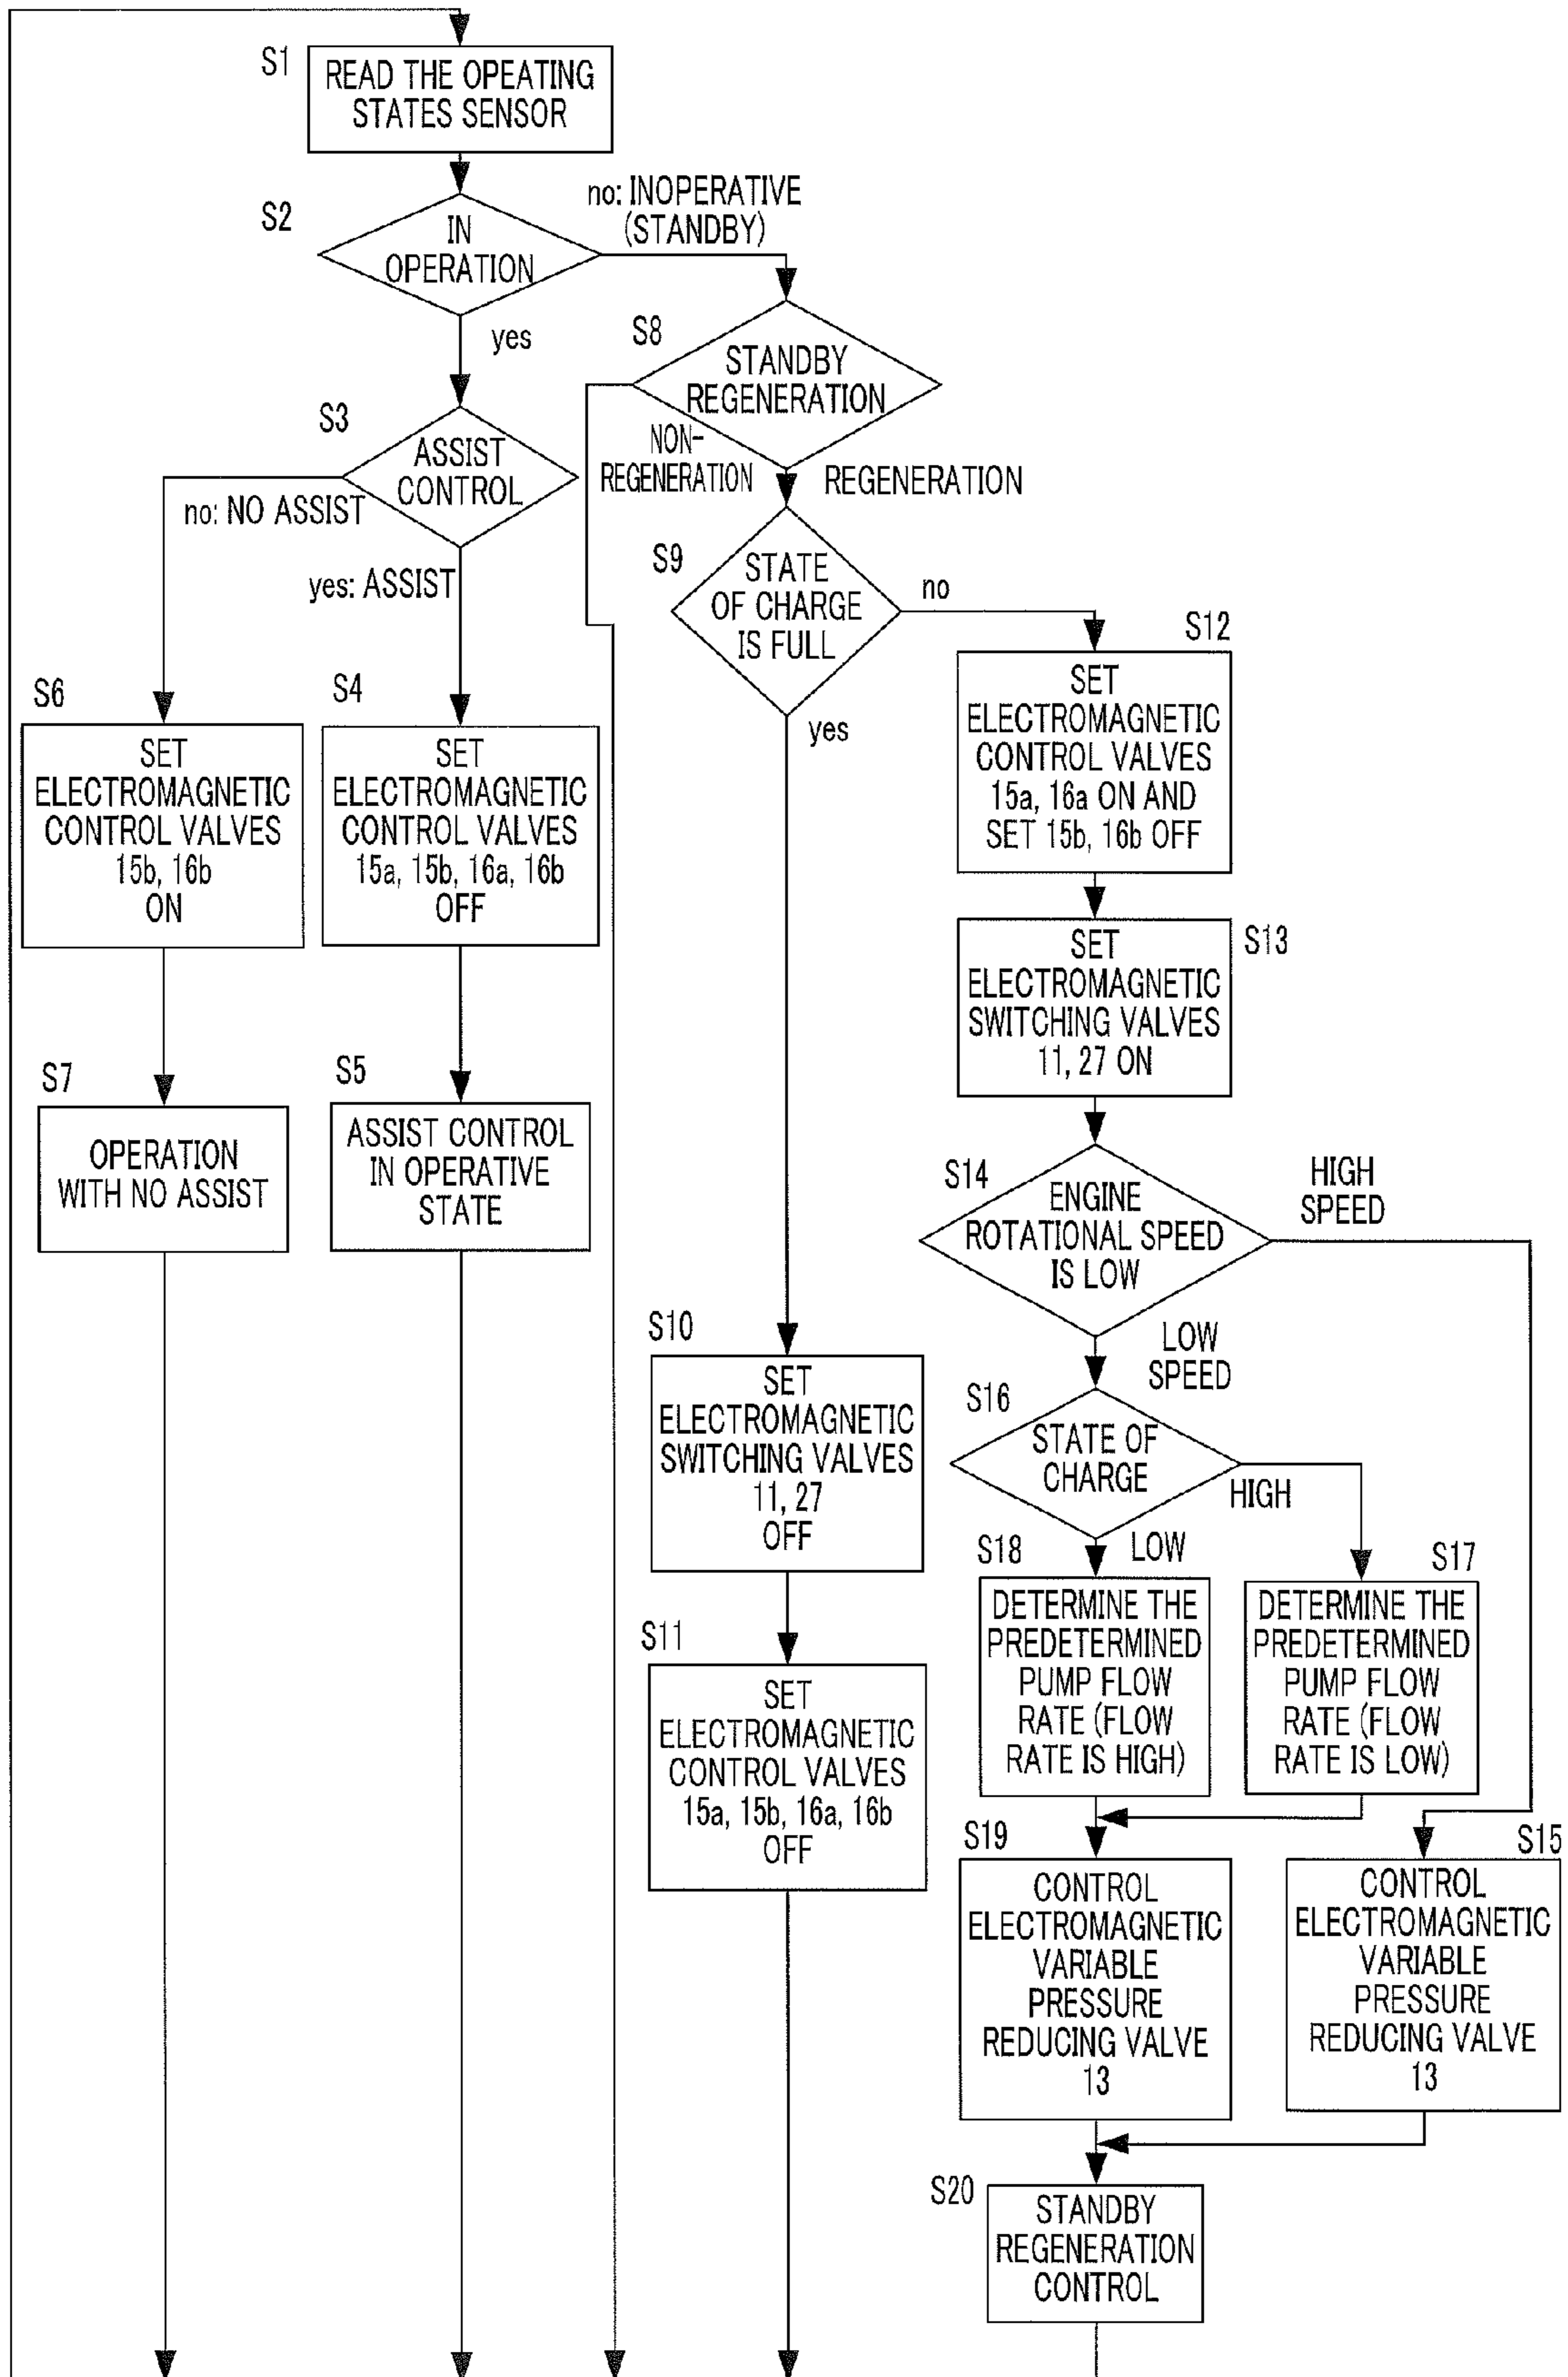 S1
READ THE OPEATING
STATES SENSOR
S2
IN
OPERATION
no: INOPERATIVE
(STANDBY)
yes
S8
STANDBY
REGENERATION
NON-
REGENERATION
REGENERATION
S3
ASSIST
CONTROL
no: NO ASSIST
yes: ASSIST
S9
STATE
OF CHARGE
IS FULL
no
yes
S6
SET
ELECTROMAGNETIC
CONTROL VALVES
15b, 16b
ON
S4
SET
ELECTROMAGNETIC
CONTROL VALVES
15a, 15b, 16a, 16b
OFF
S12
SET
ELECTROMAGNETIC
CONTROL VALVES
15a, 16a ON AND
SET 15b, 16b OFF
S13
SET
ELECTROMAGNETIC
SWITCHING VALVES
11, 27 ON
S7
OPERATION
WITH NO ASSIST
S5
ASSIST CONTROL
IN OPERATIVE
STATE
S14
ENGINE
ROTATIONAL SPEED
IS LOW
HIGH
SPEED
LOW
SPEED
S10
SET
ELECTROMAGNETIC
SWITCHING VALVES
11, 27
OFF
S16
STATE OF
CHARGE
HIGH
LOW
S18
DETERMINE THE
PREDETERMINED
PUMP FLOW
RATE (FLOW
RATE IS HIGH)
S17
DETERMINE THE
PREDETERMINED
PUMP FLOW
RATE (FLOW
RATE IS LOW)
S11
SET
ELECTROMAGNETIC
CONTROL VALVES
15a, 15b, 16a, 16b
OFF
S19
CONTROL
ELECTROMAGNETIC
VARIABLE
PRESSURE
REDUCING VALVE
13
S15
CONTROL
ELECTROMAGNETIC
VARIABLE
PRESSURE
REDUCING VALVE
13
S20
STANDBY
REGENERATION
CONTROL